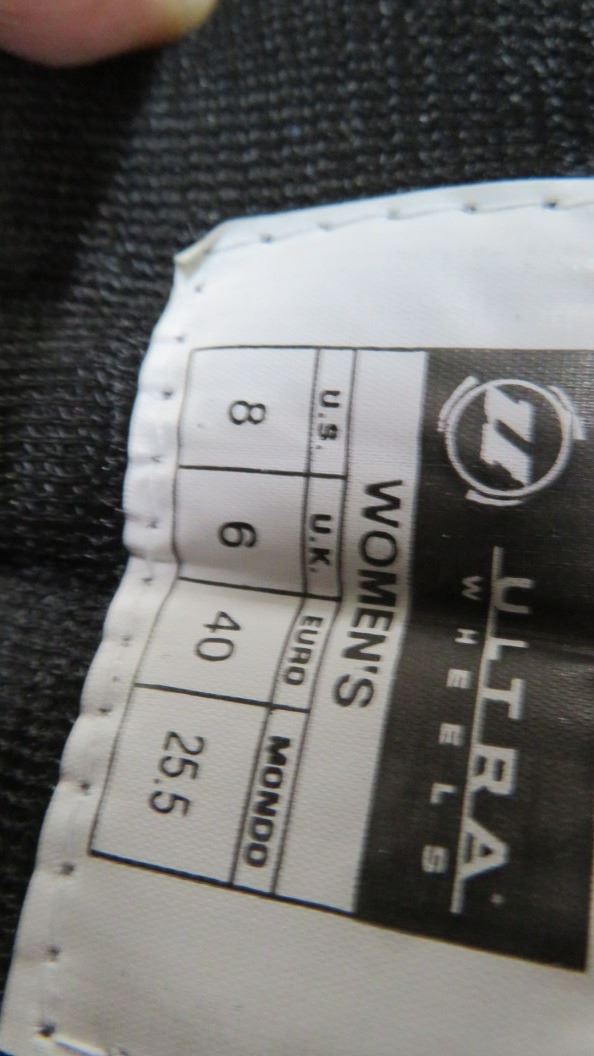 ULTRA
WHEELS
WOMEN'S
U.S. U.K. EURO MONDO
8 6 40 25.5